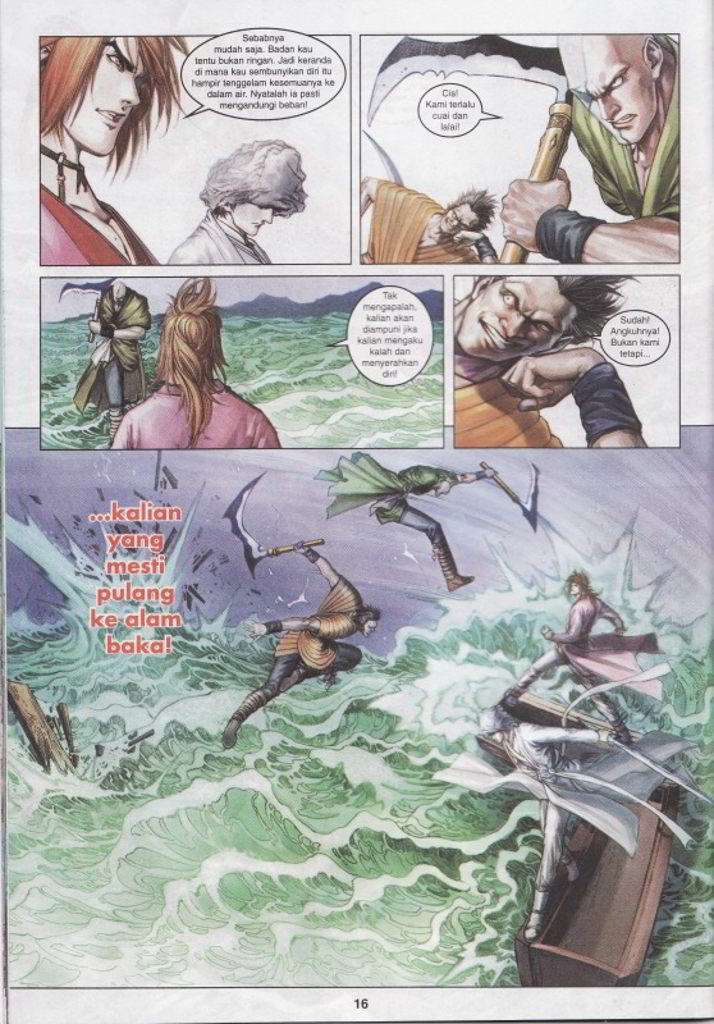 Sebabnya
mudah saja. Badan kau
tentu bukan ringan. Jadi keranda
di mana kau sembunyikan diri itu
hampir tenggelam kesemuanya ke
dalam air. Nyatalah ia pasti
mengandungi beban!
Cis!
Kami terlalu
cuai dan
lalai!
Tak
mengapalah,
kalian akan
diampuni jika
kalian mengaku
kalah dan
menyerahkan
diri!
Sudah!
Angkuhnya!
Bukan kami
tetapi...
...kalian
yang
mesti
pulang
ke alam
baka!
16